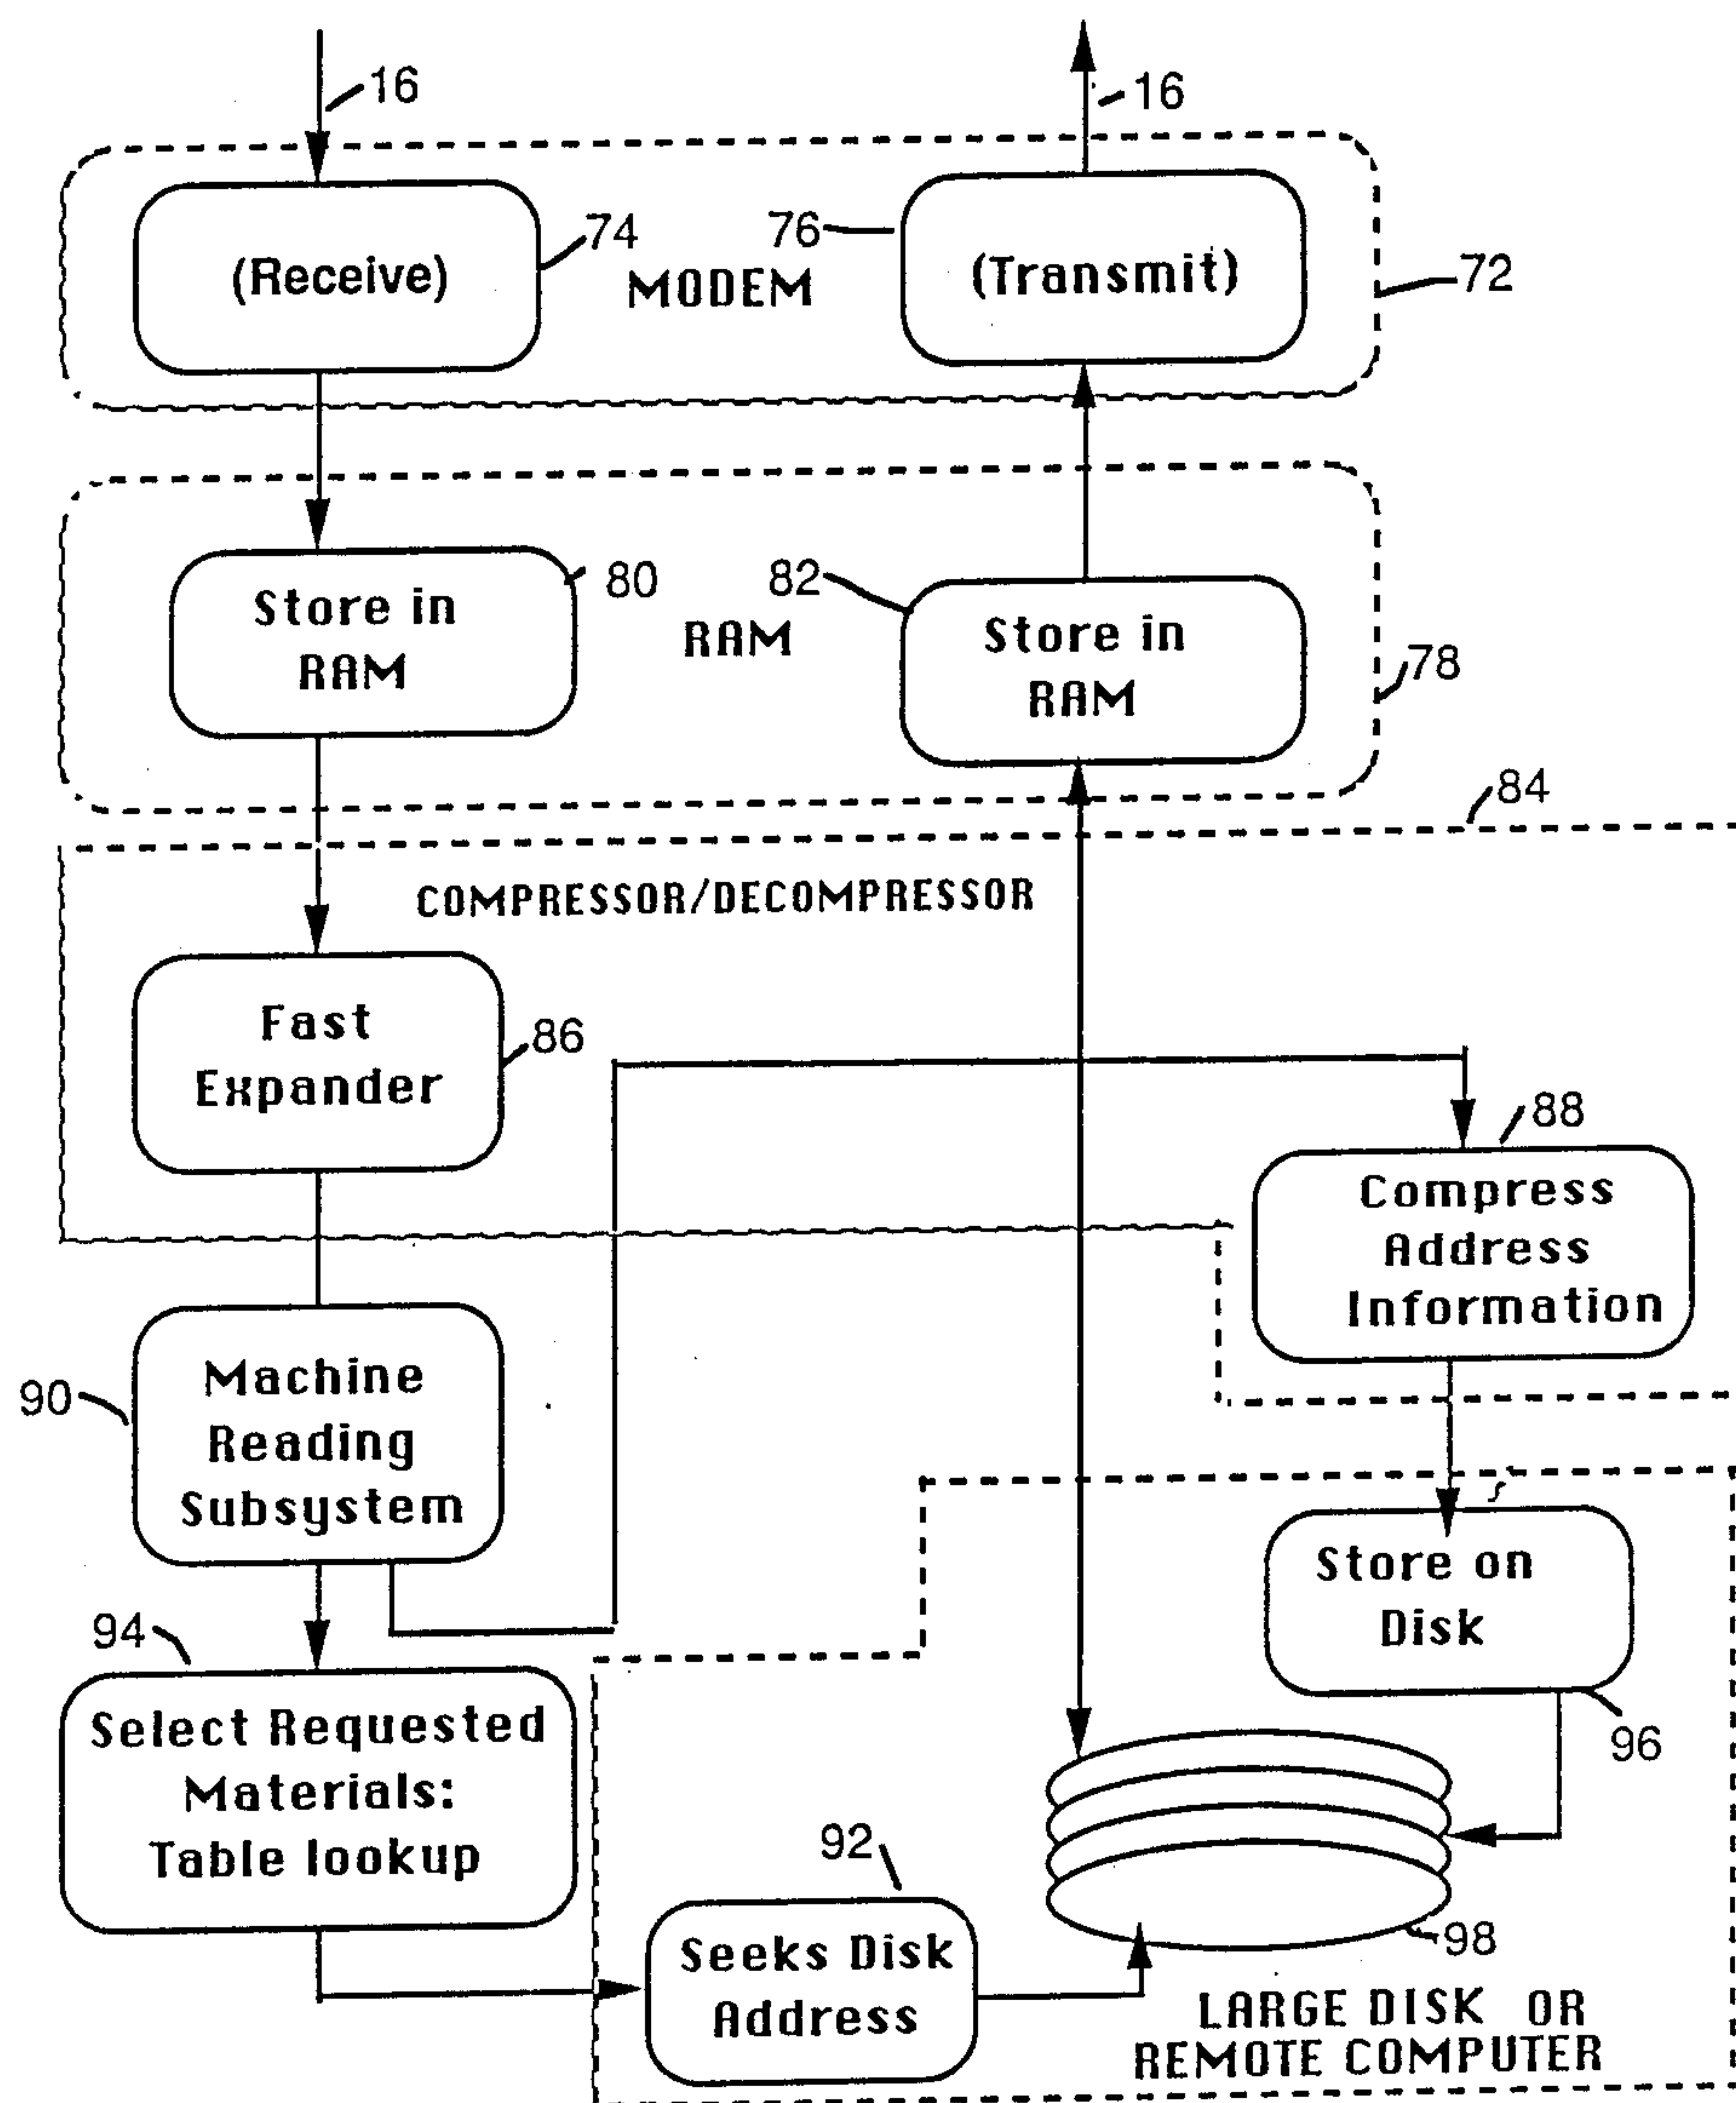 16
16
(Receive)
74
MODEM
76
(Transmit)
72
Store in
RAM
80
RAM
82
Store in
RAM
78
84
COMPRESSOR/DECOMPRESSOR
Fast
Expander
86
88
Compress
Address
Information
90
Machine
Reading
Subsystem
Store on
Disk
96
94
Select Requested
Materials:
Table lookup
92
Seeks Disk
Address
98
LARGE DISK OR
REMOTE COMPUTER